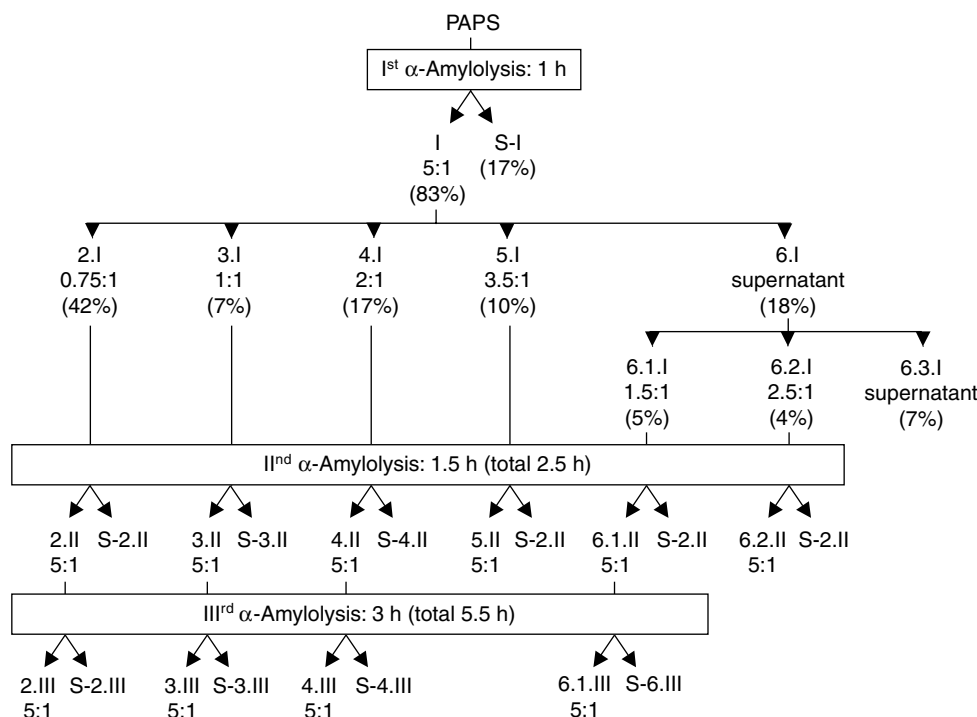 PAPS
Ist α-Amylolysis: 1 h
I S-I
5:1 (17%)
(83%)
2.I 3.I 4.I 5.I 6.I
0.75:1 1:1 2:1 3.5:1 supernatant
(42%) (7%) (17%) (10%) (18%)
6.1.I 6.2.I 6.3.I
1.5:1 2.5:1 supernatant
(5%) (4%) (7%)
IInd α-Amylolysis: 1.5 h (total 2.5 h)
2.II S-2.II 3.II S-3.II 4.II S-4.II 5.II S-2.II 6.1.II S-2.II 6.2.II S-2.II
5:1 5:1 5:1 5:1 5:1 5:1
IIIrd α-Amylolysis: 3 h (total 5.5 h)
2.III S-2.III 3.III S-3.III 4.III S-4.III 6.1.III S-6.III
5:1 5:1 5:1 5:1